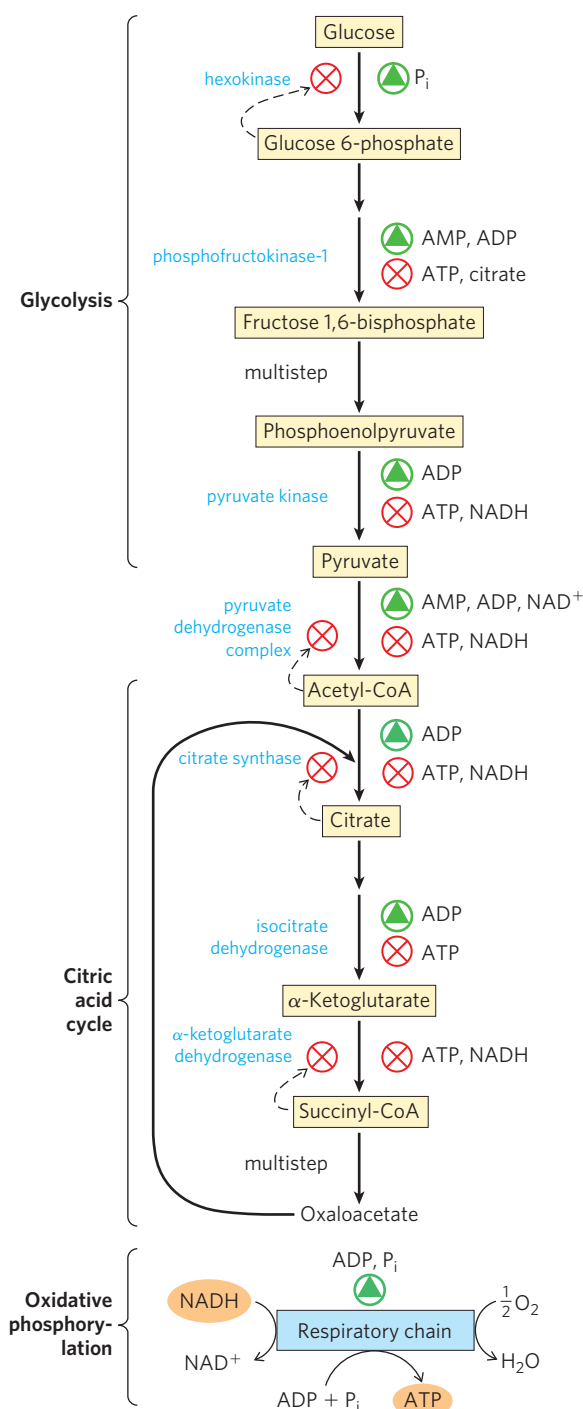 Glucose
hexokinase
Pi
Glucose 6-phosphate
AMP, ADP
phosphofructokinase-1
ATP, citrate
Glycolysis
Fructose 1,6-bisphosphate
multistep
Phosphoenolpyruvate
ADP
pyruvate kinase
ATP, NADH
Pyruvate
AMP, ADP, NAD+
pyruvate
dehydrogenase
complex
ATP, NADH
Acetyl-CoA
ADP
citrate synthase
ATP, NADH
Citrate
ADP
isocitrate
dehydrogenase
ATP
Citric
acid
cycle
α-Ketoglutarate
α-ketoglutarate
dehydrogenase
ATP, NADH
Succinyl-CoA
multistep
Oxaloacetate
ADP, Pi
Oxidative
phosphory-
lation
NADH
1/2 O2
Respiratory chain
NAD+
H2O
ADP + Pi
ATP